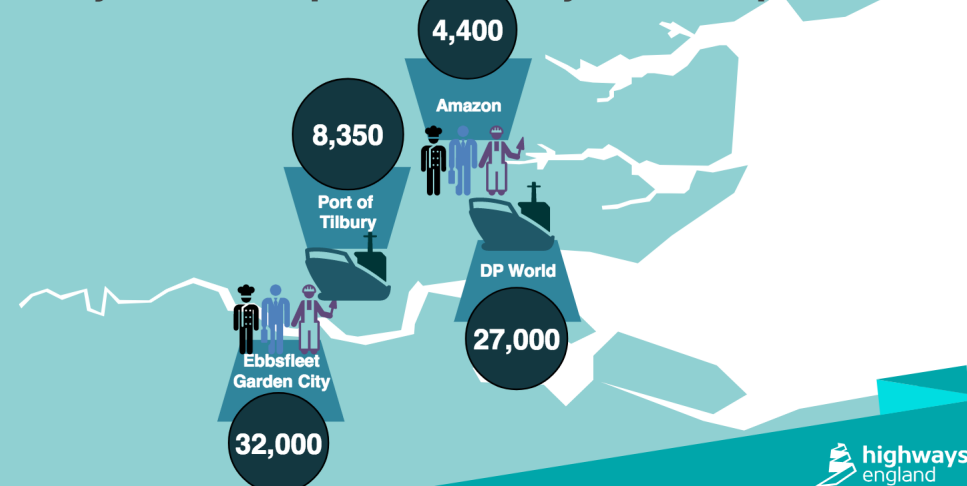 4,400
Amazon
8,350
Port of
Tilbury
DP World
27,000
Ebbsfleet
Garden City
32,000
highways
england